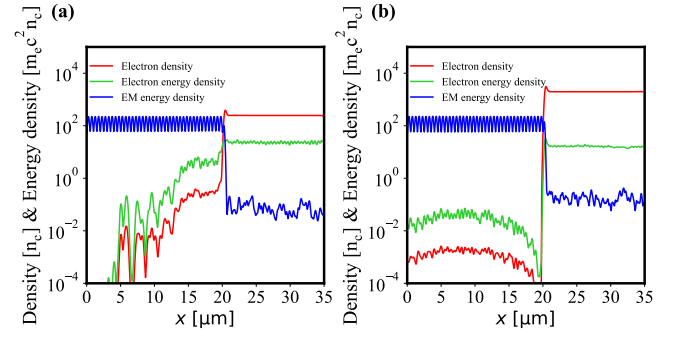 (a)
Density [n_c] & Energy density [m_e c^2 n_c]
10^4
10^2
10^0
10^-2
10^-4
Electron density
Electron energy density
EM energy density
0 5 10 15 20 25 30 35
x [μm]
(b)
Density [n_c] & Energy density [m_e c^2 n_c]
10^4
10^2
10^0
10^-2
10^-4
Electron density
Electron energy density
EM energy density
0 5 10 15 20 25 30 35
x [μm]